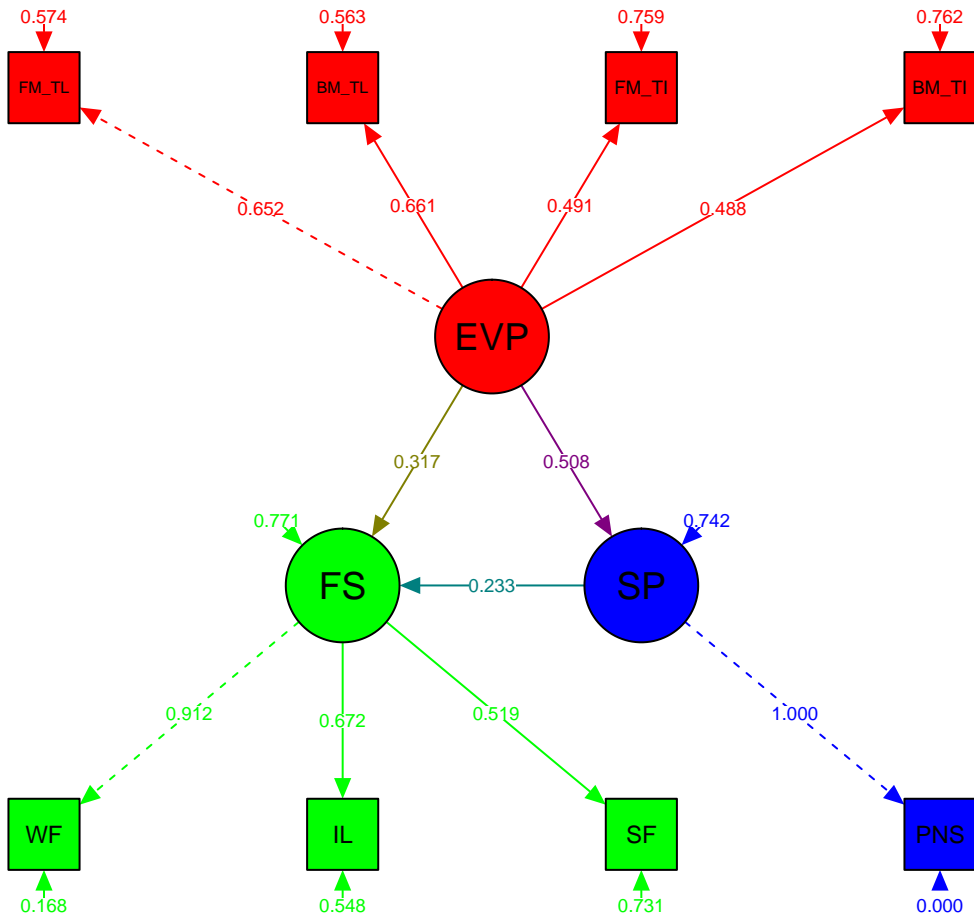 0.574 0.563 0.759 0.762
FM_TL BM_TL FM_TI BM_TI
0.652 0.661 0.491 0.488
EVP
0.317 0.508
0.771 0.742
FS 0.233 SP
0.912 0.672 0.519 1.000
WF IL SF PNS
0.168 0.548 0.731 0.000